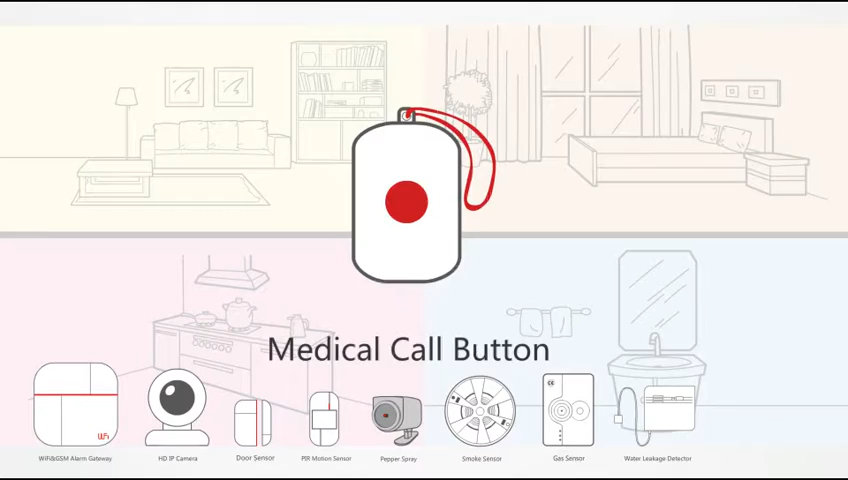 Medical Call Button
WiFi
WiFi&GSM Alarm Gateway
HD IP Camera
Door Sensor
PIR Motion Sensor
Pepper Spray
Smoke Sensor
Gas Sensor
Water Leakage Detector